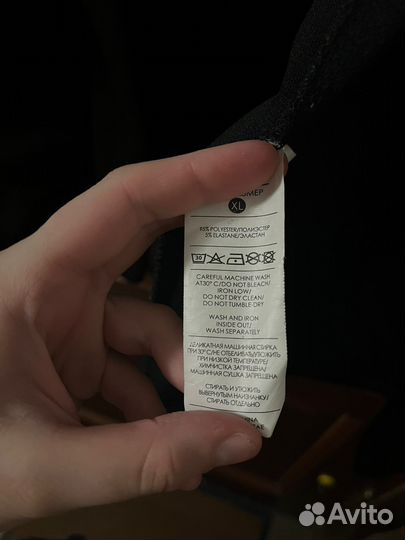 XL
95% POLYESTER/ПОЛИЭСТЕР
5% ELASTANE/ЭЛАСТАН
30
CAREFUL MACHINE WASH
AT30° C/DO NOT BLEACH/
IRON LOW/
DO NOT DRY CLEAN/
DO NOT TUMBLE DRY
WASH AND IRON
INSIDE OUT/
WASH SEPARATELY
ДЕЛИКАТНАЯ МАШИННАЯ СТИРКА
ПРИ 30° С/НЕ ОТБЕЛИВАТЬ/УТЮЖИТЬ
ПРИ НИЗКОЙ ТЕМПЕРАТУРЕ/
ХИМЧИСТКА ЗАПРЕЩЕНА/
МАШИННАЯ СУШКА ЗАПРЕЩЕНА
СТИРАТЬ И УТЮЖИТЬ
ВЫВЕРНУТЫМ НАИЗНАНКУ/
СТИРАТЬ ОТДЕЛЬНО
Avito